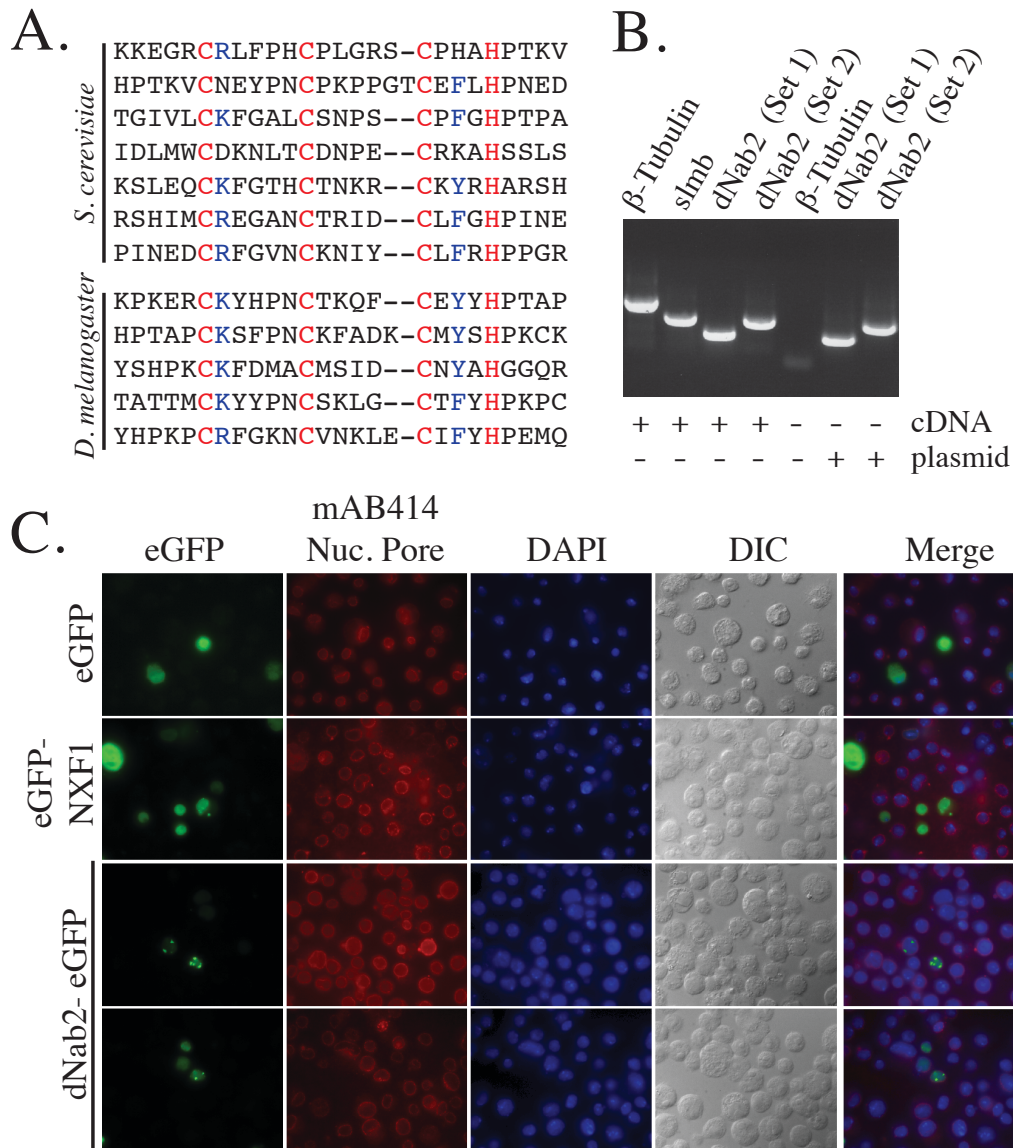 A.
S. cerevisiae
KKEGRCRLFPHCPLGRS--CPHAHPTKV
HPTKVCNEYPNCPKPPGTCEFLHPNED
TGIVLCKFGALCSNPS--CPFGHPTPA
IDLMWCDKNLTCDNPE--CRKAHSSLS
KSLEQCKFGTHCTNKR--CKYRHARSH
RSHIMCREGANCTRID--CLFGHPINE
PINEDCRFGVNCKNIY--CLFRHPPGR
D. melanogaster
KPKERCKYHPNCTKQF--CEYYHPTAP
HPTAPCKSFPNCKFADK-CMYSHPKCK
YSHPKCKFDMACMSID--CNYAHGGQR
TATTMCKYYPNCSKLG--CTFYHPKPC
YHPKPCRFGKNCVNKLE-CIFYHPEMQ
B.
β-Tubulin
slmb
dNab2 (Set 1)
dNab2 (Set 2)
β-Tubulin
dNab2 (Set 1)
dNab2 (Set 2)
+ + + + - - - cDNA
- - - - - + + plasmid
C.
eGFP
mAB414
Nuc. Pore
DAPI
DIC
Merge
eGFP
eGFP-
NXF1
dNab2- eGFP